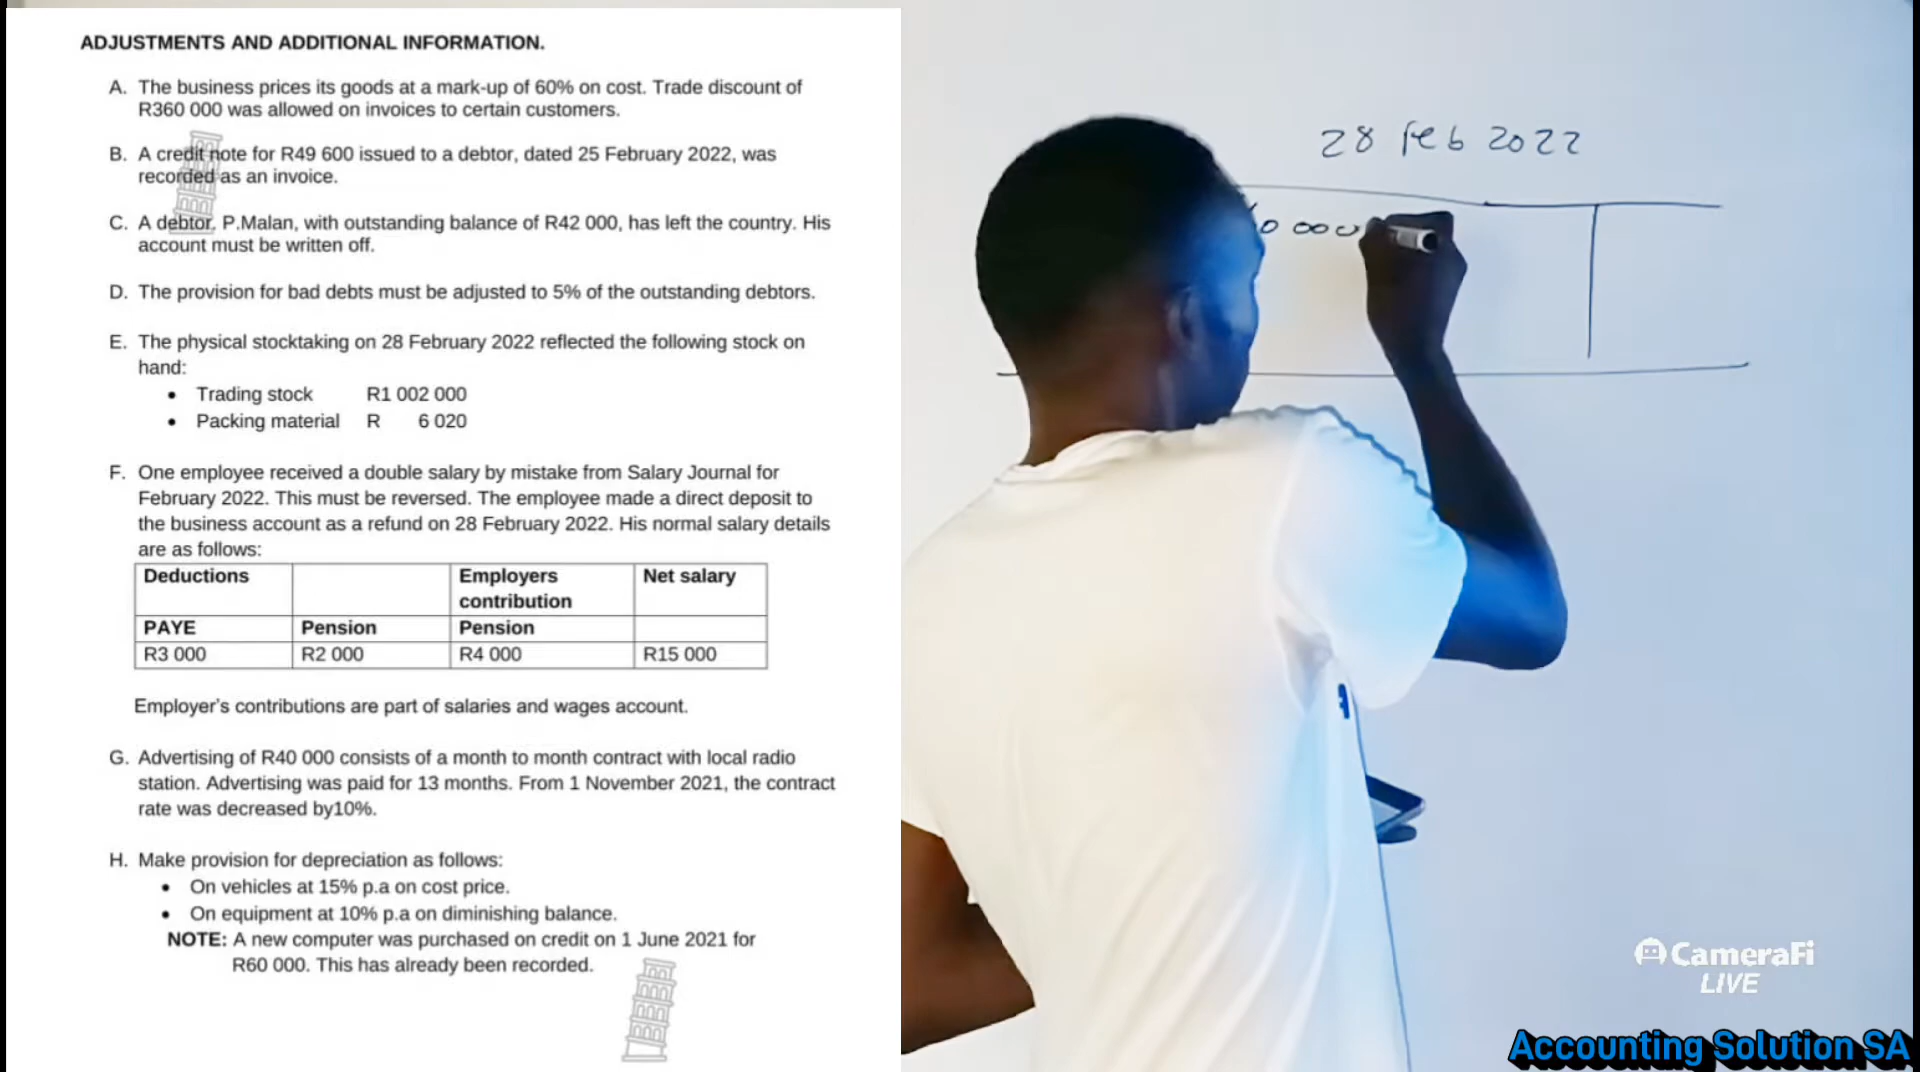 ADJUSTMENTS AND ADDITIONAL INFORMATION.
A. The business prices its goods at a mark-up of 60% on cost. Trade discount of
R360 000 was allowed on invoices to certain customers.
B. A credit note for R49 600 issued to a debtor, dated 25 February 2022, was
recorded as an invoice.
C. A debtor, P.Malan, with outstanding balance of R42 000, has left the country. His
account must be written off.
D. The provision for bad debts must be adjusted to 5% of the outstanding debtors.
E. The physical stocktaking on 28 February 2022 reflected the following stock on
hand:
• Trading stock R1 002 000
• Packing material R 6 020
F. One employee received a double salary by mistake from Salary Journal for
February 2022. This must be reversed. The employee made a direct deposit to
the business account as a refund on 28 February 2022. His normal salary details
are as follows:
Deductions Employers contribution Net salary
PAYE Pension Pension
R3 000 R2 000 R4 000 R15 000
Employer's contributions are part of salaries and wages account.
G. Advertising of R40 000 consists of a month to month contract with local radio
station. Advertising was paid for 13 months. From 1 November 2021, the contract
rate was decreased by10%.
H. Make provision for depreciation as follows:
• On vehicles at 15% p.a on cost price.
• On equipment at 10% p.a on diminishing balance.
NOTE: A new computer was purchased on credit on 1 June 2021 for
R60 000. This has already been recorded.
28 Feb 2022
0 000
CameraFi
LIVE
Accounting Solution SA